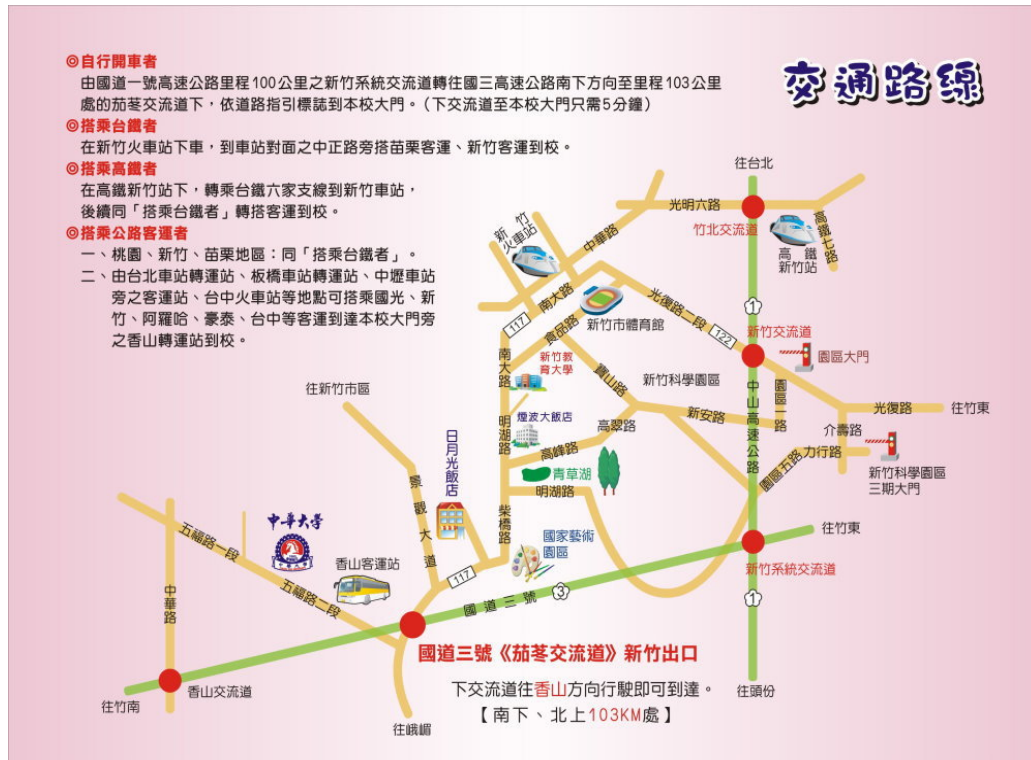 交通路線
◎自行開車者
由國道一號高速公路里程100公里之新竹系統交流道轉往國三高速公路南下方向至里程103公里
處的茄苳交流道下，依道路指引標誌到本校大門。(下交流道至本校大門只需5分鐘)
◎搭乘台鐵者
在新竹火車站下車，到車站對面之中正路旁搭苗栗客運、新竹客運到校。
◎搭乘高鐵者
在高鐵新竹站下，轉乘台鐵六家支線到新竹車站，
後續同「搭乘台鐵者」轉搭客運到校。
◎搭乘公路客運者
一、桃園、新竹、苗栗地區：同「搭乘台鐵者」。
二、由台北車站轉運站、板橋車站轉運站、中壢車站
旁之客運站、台中火車站等地點可搭乘國光、新
竹、阿羅哈、豪泰、台中等客運到達本校大門旁
之香山轉運站到校。
往台北
光明六路
竹北交流道
高鐵七路
高鐵
新竹站
新竹
火車站
中華路
南大路
117
食品路
新竹市體育館
光復路二段
122
1
新竹交流道
園區大門
南大路
新竹教
育大學
寶山路
新竹科學園區
中山高速公路
園區一路
往新竹市區
明湖路
煙波大飯店
高翠路
新安路
光復路
往竹東
介壽路
日月光飯店
高峰路
青草湖
明湖路
園區五路
力行路
新竹科學園區
三期大門
景觀大道
柴橋路
國家藝術
園區
往竹東
五福路一段
中華大學
香山客運站
117
新竹系統交流道
中華路
五福路二段
國道三號
3
1
國道三號《茄苳交流道》新竹出口
香山交流道
下交流道往香山方向行駛即可到達。
往頭份
往竹南
【南下、北上103KM處】
往峨嵋